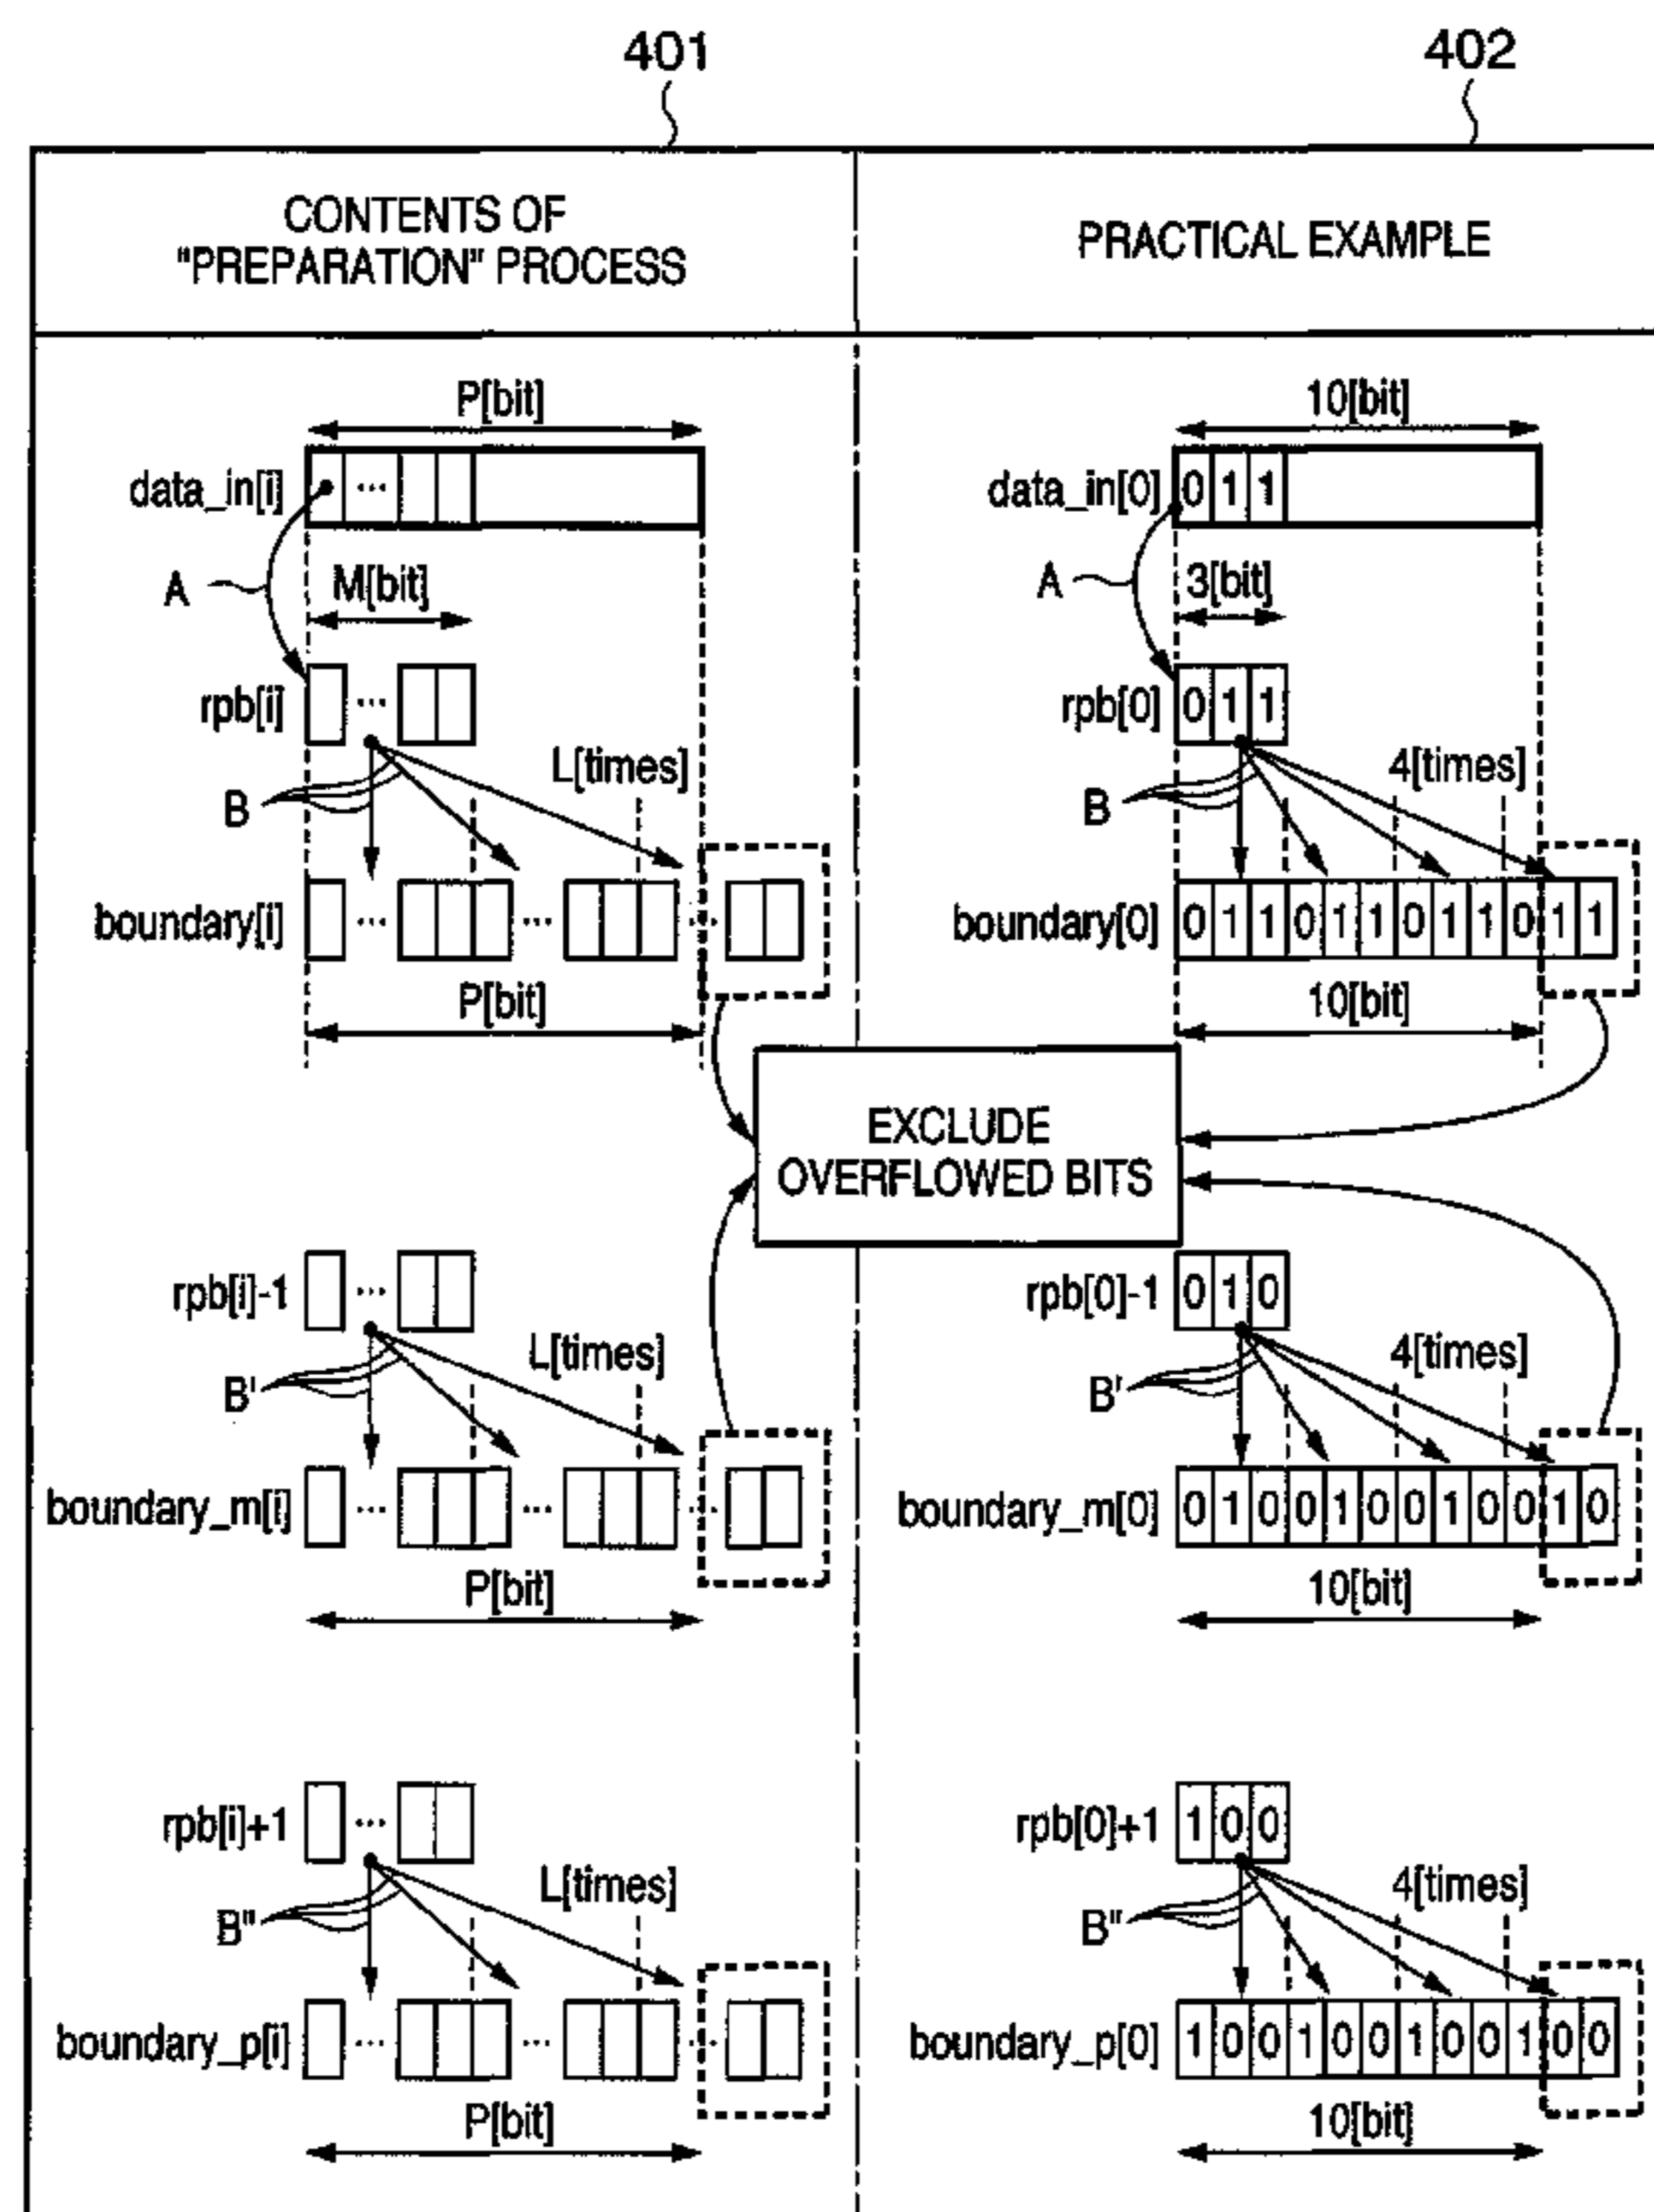 401
402
CONTENTS OF
"PREPARATION" PROCESS
PRACTICAL EXAMPLE
P[bit]
data_in[i]
...
A
M[bit]
rpb[i]
...
B
L[times]
boundary[i]
...
...
...
P[bit]
10[bit]
data_in[0] 0 1 1
A
3[bit]
rpb[0] 0 1 1
B
4[times]
boundary[0] 0 1 1 0 1 1 0 1 1 0 1 1
10[bit]
EXCLUDE
OVERFLOWED BITS
rpb[i]-1
...
B'
L[times]
boundary_m[i]
...
...
...
P[bit]
rpb[0]-1 0 1 0
B'
4[times]
boundary_m[0] 0 1 0 0 1 0 0 1 0 0 1 0
10[bit]
rpb[i]+1
...
B"
L[times]
boundary_p[i]
...
...
...
P[bit]
rpb[0]+1 1 0 0
B"
4[times]
boundary_p[0] 1 0 0 1 0 0 1 0 0 1 0 0
10[bit]